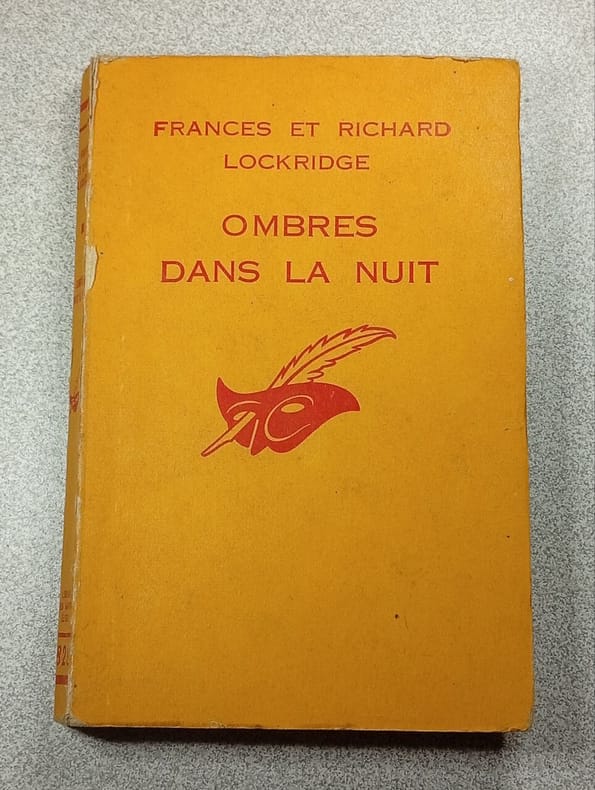 FRANCES ET RICHARD
LOCKRIDGE
OMBRES
DANS LA NUIT